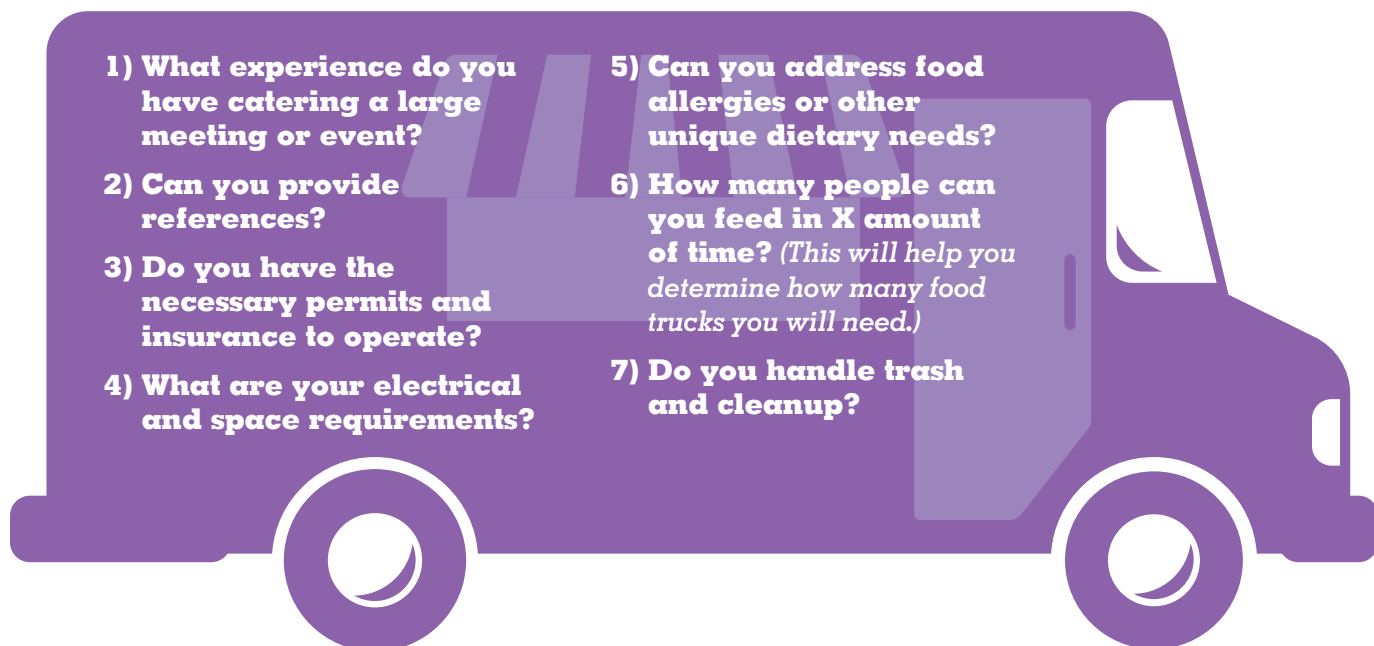 1) What experience do you
have catering a large
meeting or event?
2) Can you provide
references?
3) Do you have the
necessary permits and
insurance to operate?
4) What are your electrical
and space requirements?
5) Can you address food
allergies or other
unique dietary needs?
6) How many people can
you feed in X amount
of time? (This will help you
determine how many food
trucks you will need.)
7) Do you handle trash
and cleanup?